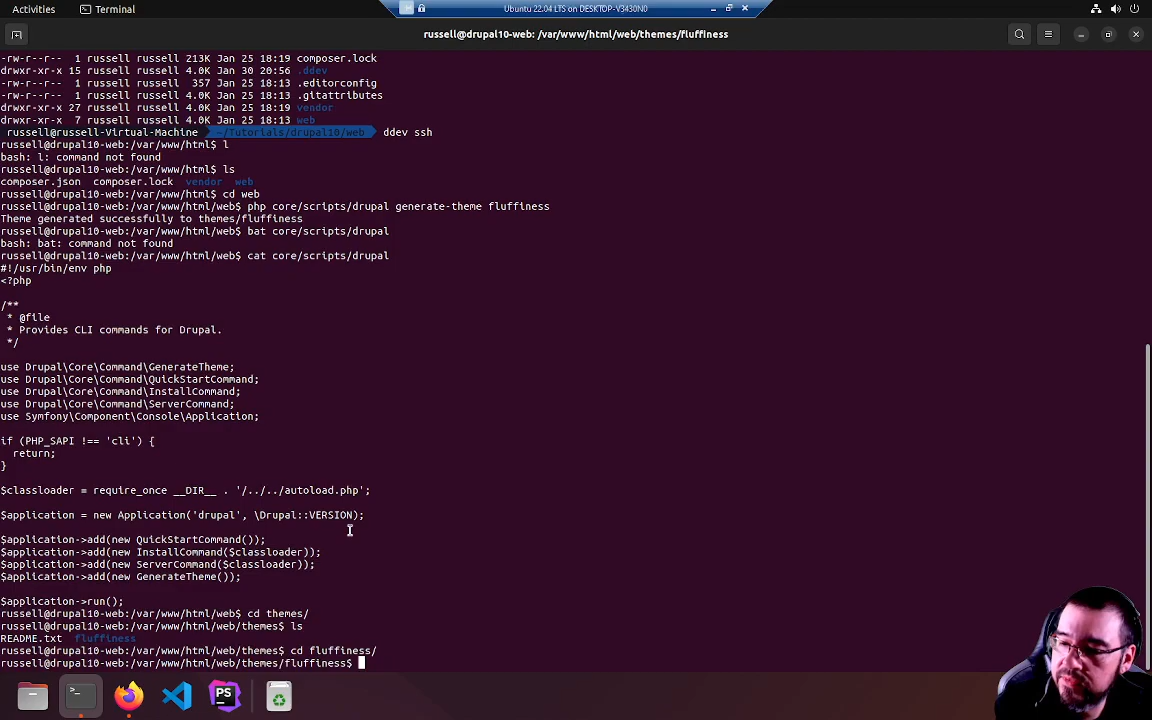 Activities
Terminal
Ubuntu 22.04 LTS on DESKTOP-V3430N0
russell@drupal10-web: /var/www/html/web/themes/fluffiness
-rw-r--r--  1 russell russell 213K Jan 25 18:19 composer.lock
drwxr-xr-x 15 russell russell 4.0K Jan 30 20:56 .ddev
-rw-r--r--  1 russell russell  357 Jan 25 18:13 .editorconfig
-rw-r--r--  1 russell russell 4.0K Jan 25 18:13 .gitattributes
drwxr-xr-x 27 russell russell 4.0K Jan 25 18:19 vendor
drwxr-xr-x  7 russell russell 4.0K Jan 25 18:13 web
russell@russell-Virtual-Machine ~/Tutorials/drupal10/web ddev ssh
russell@drupal10-web:/var/www/html$ l
bash: l: command not found
russell@drupal10-web:/var/www/html$ ls
composer.json  composer.lock  vendor  web
russell@drupal10-web:/var/www/html$ cd web
russell@drupal10-web:/var/www/html/web$ php core/scripts/drupal generate-theme fluffiness
Theme generated successfully to themes/fluffiness
russell@drupal10-web:/var/www/html/web$ bat core/scripts/drupal
bash: bat: command not found
russell@drupal10-web:/var/www/html/web$ cat core/scripts/drupal
#!/usr/bin/env php
<?php
/**
 * @file
 * Provides CLI commands for Drupal.
 */
use Drupal\Core\Command\GenerateTheme;
use Drupal\Core\Command\QuickStartCommand;
use Drupal\Core\Command\InstallCommand;
use Drupal\Core\Command\ServerCommand;
use Symfony\Component\Console\Application;
if (PHP_SAPI !== 'cli') {
  return;
}
$classloader = require_once __DIR__ . '/../../autoload.php';
$application = new Application('drupal', \Drupal::VERSION);
$application->add(new QuickStartCommand());
$application->add(new InstallCommand($classloader));
$application->add(new ServerCommand($classloader));
$application->add(new GenerateTheme());
$application->run();
russell@drupal10-web:/var/www/html/web$ cd themes/
russell@drupal10-web:/var/www/html/web/themes$ ls
README.txt  fluffiness
russell@drupal10-web:/var/www/html/web/themes$ cd fluffiness/
russell@drupal10-web:/var/www/html/web/themes/fluffiness$
>_
PS